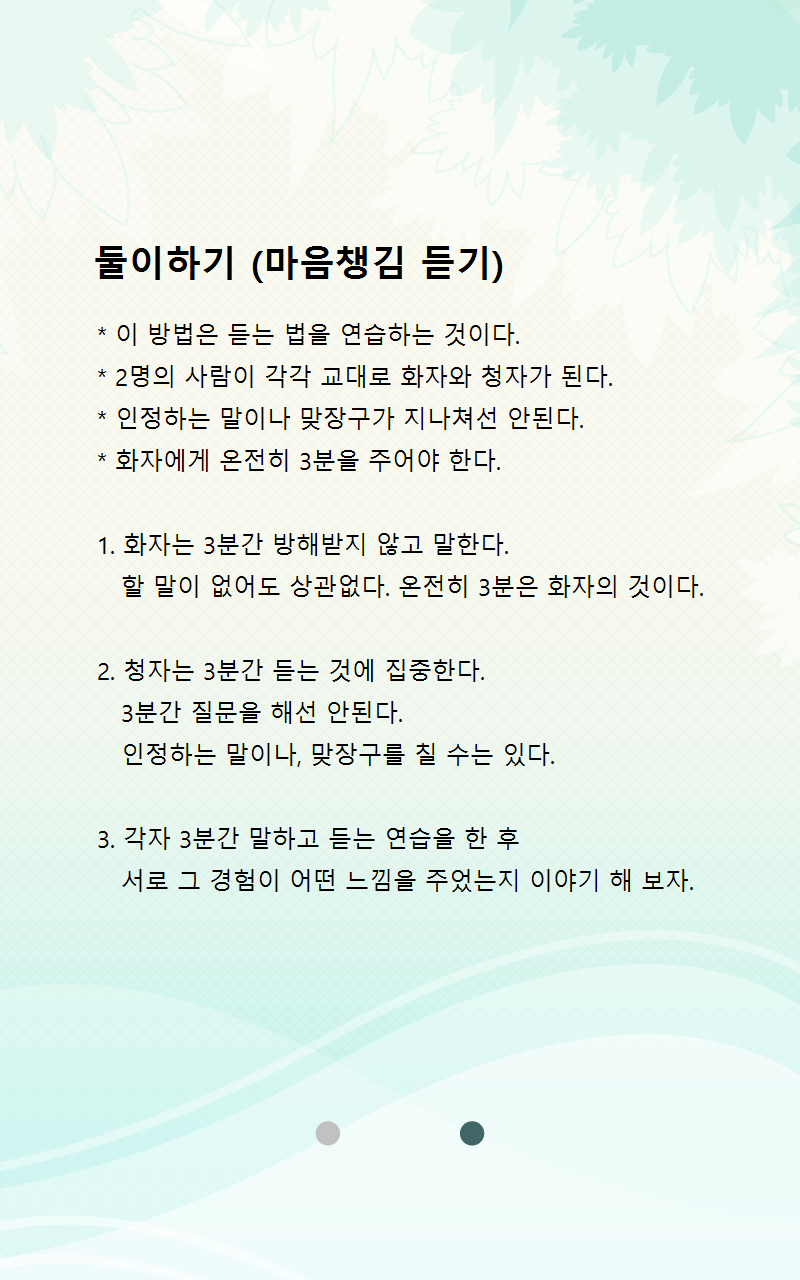 둘이하기 (마음챙김 듣기)
* 이 방법은 듣는 법을 연습하는 것이다.
* 2명의 사람이 각각 교대로 화자와 청자가 된다.
* 인정하는 말이나 맞장구가 지나쳐선 안된다.
* 화자에게 온전히 3분을 주어야 한다.
1. 화자는 3분간 방해받지 않고 말한다.
할 말이 없어도 상관없다. 온전히 3분은 화자의 것이다.
2. 청자는 3분간 듣는 것에 집중한다.
3분간 질문을 해선 안된다.
인정하는 말이나, 맞장구를 칠 수는 있다.
3. 각자 3분간 말하고 듣는 연습을 한 후
서로 그 경험이 어떤 느낌을 주었는지 이야기 해 보자.